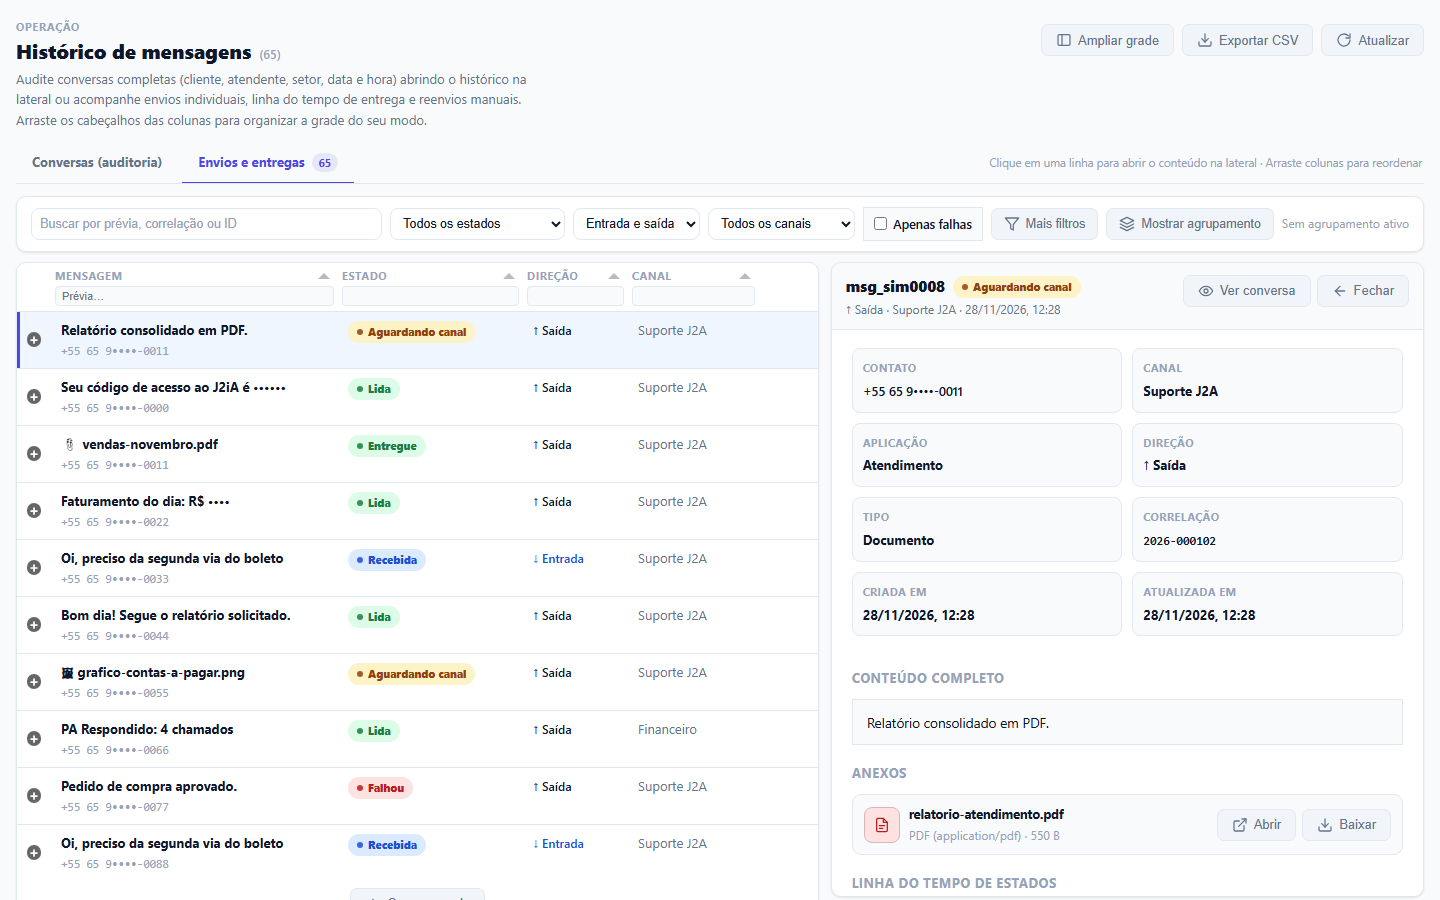 OPERAÇÃO
Histórico de mensagens (65)
Audite conversas completas (cliente, atendente, setor, data e hora) abrindo o histórico na
lateral ou acompanhe envios individuais, linha do tempo de entrega e reenvios manuais.
Arraste os cabeçalhos das colunas para organizar a grade do seu modo.
Ampliar grade
Exportar CSV
Atualizar
Conversas (auditoria)
Envios e entregas 65
Clique em uma linha para abrir o conteúdo na lateral · Arraste colunas para reordenar
Buscar por prévia, correlação ou ID
Todos os estados
Entrada e saída
Todos os canais
Apenas falhas
Mais filtros
Mostrar agrupamento
Sem agrupamento ativo
MENSAGEM
ESTADO
DIREÇÃO
CANAL
Prévia...
Relatório consolidado em PDF.
+55 65 9••••-0011
Aguardando canal
↑ Saída
Suporte J2A
Seu código de acesso ao J2iA é ••••••
+55 65 9••••-0000
Lida
↑ Saída
Suporte J2A
vendas-novembro.pdf
+55 65 9••••-0011
Entregue
↑ Saída
Suporte J2A
Faturamento do dia: R$ ••••
+55 65 9••••-0022
Lida
↑ Saída
Suporte J2A
Oi, preciso da segunda via do boleto
+55 65 9••••-0033
Recebida
↓ Entrada
Suporte J2A
Bom dia! Segue o relatório solicitado.
+55 65 9••••-0044
Lida
↑ Saída
Suporte J2A
grafico-contas-a-pagar.png
+55 65 9••••-0055
Aguardando canal
↑ Saída
Suporte J2A
PA Respondido: 4 chamados
+55 65 9••••-0066
Lida
↑ Saída
Financeiro
Pedido de compra aprovado.
+55 65 9••••-0077
Falhou
↑ Saída
Suporte J2A
Oi, preciso da segunda via do boleto
+55 65 9••••-0088
Recebida
↓ Entrada
Suporte J2A
msg_sim0008
Aguardando canal
↑ Saída · Suporte J2A · 28/11/2026, 12:28
Ver conversa
Fechar
CONTATO
+55 65 9••••-0011
CANAL
Suporte J2A
APLICAÇÃO
Atendimento
DIREÇÃO
↑ Saída
TIPO
Documento
CORRELAÇÃO
2026-000102
CRIADA EM
28/11/2026, 12:28
ATUALIZADA EM
28/11/2026, 12:28
CONTEÚDO COMPLETO
Relatório consolidado em PDF.
ANEXOS
relatorio-atendimento.pdf
PDF (application/pdf) · 550 B
Abrir
Baixar
LINHA DO TEMPO DE ESTADOS